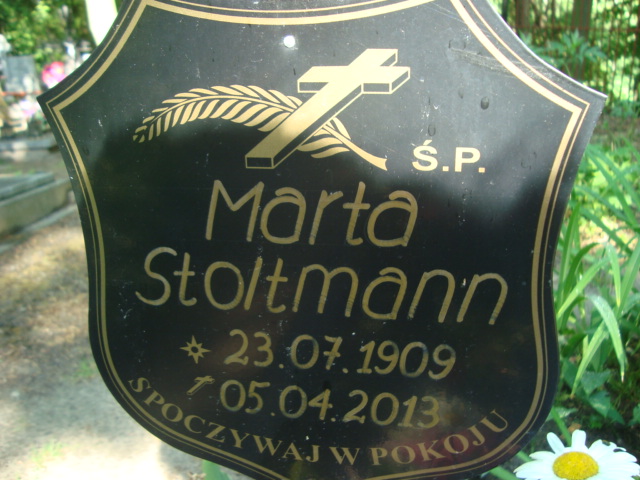 Ś.P.
Marta
Stoltmann
23.07.1909
05.04.2013
SPOCZYWAJ W POKOJU